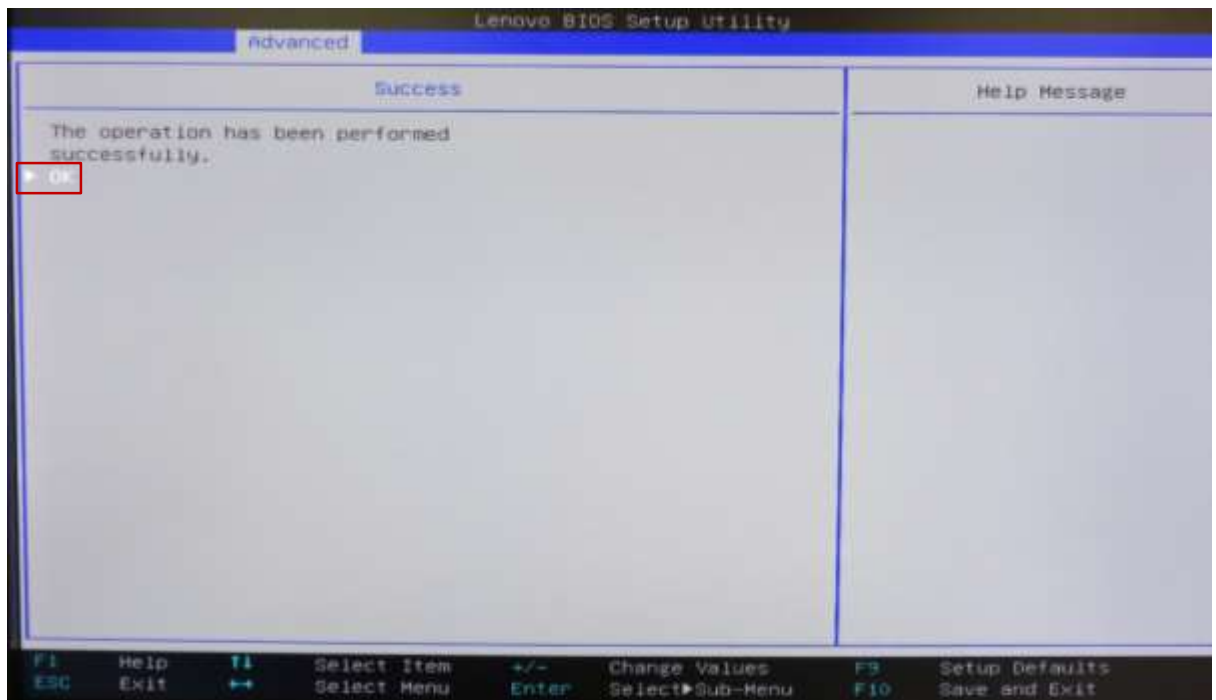 Lenovo BIOS Setup Utility
Advanced
Success
Help Message
The operation has been performed
successfully.
▶ OK
F1 Help ↑↓ Select Item +/- Change Values F9 Setup Defaults
ESC Exit ↔ Select Menu Enter Select▶Sub-Menu F10 Save and Exit